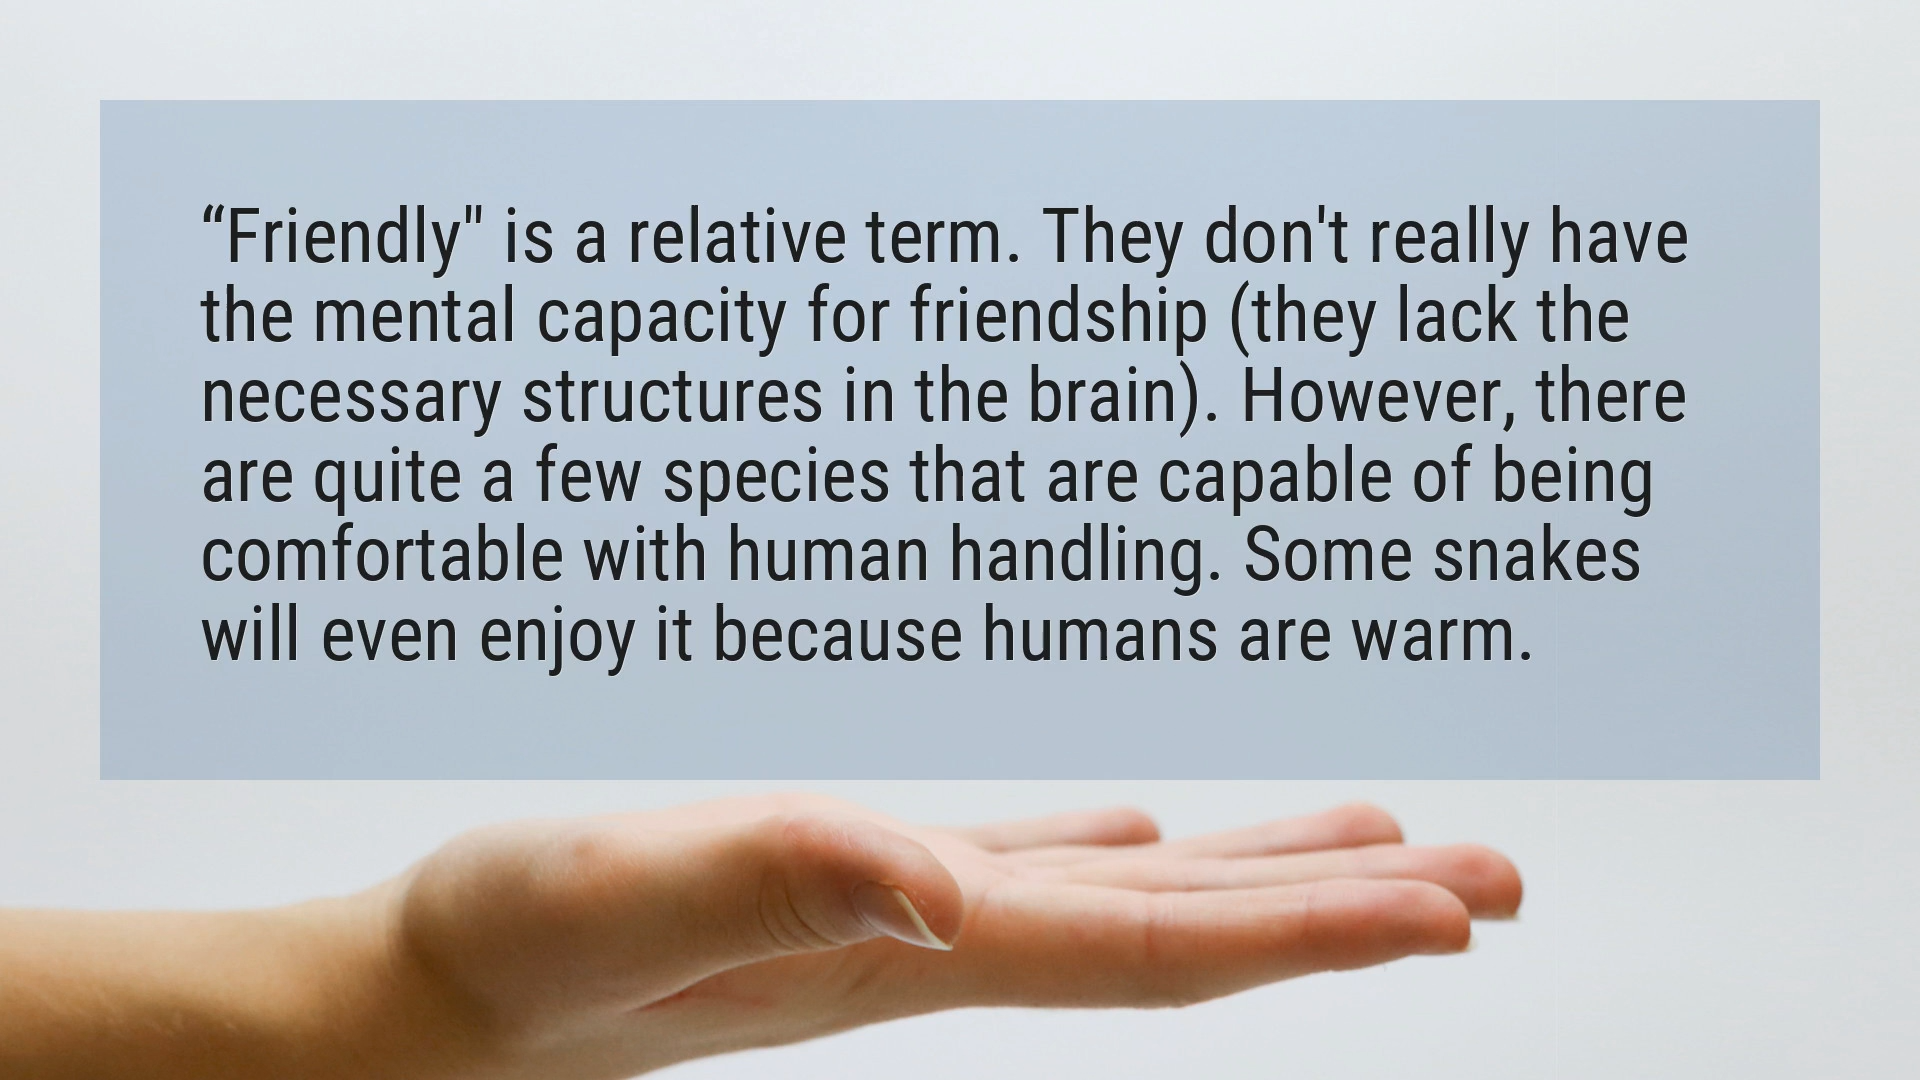 “Friendly" is a relative term. They don't really have
the mental capacity for friendship (they lack the
necessary structures in the brain). However, there
are quite a few species that are capable of being
comfortable with human handling. Some snakes
will even enjoy it because humans are warm.